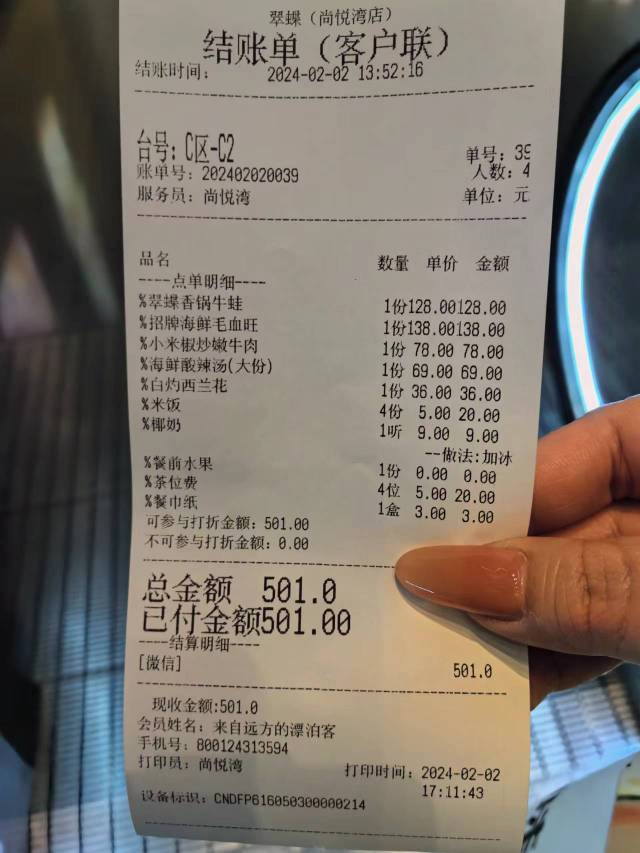 翠蝶（尚悦湾店）
结账单（客户联）
结账时间： 2024-02-02 13:52:16
台号：C区-C2 单号：39
账单号：202402020039 人数：4
服务员：尚悦湾 单位：元
品名 数量 单价 金额
----点单明细----
%翠蝶香锅牛蛙 1份128.00128.00
%招牌海鲜毛血旺 1份138.00138.00
%小米椒炒嫩牛肉 1份 78.00 78.00
%海鲜酸辣汤(大份) 1份 69.00 69.00
%白灼西兰花 1份 36.00 36.00
%米饭 4份 5.00 20.00
%椰奶 1听 9.00 9.00
--做法:加冰
%餐前水果 1份 0.00 0.00
%茶位费 4位 5.00 20.00
%餐巾纸 1盒 3.00 3.00
可参与打折金额：501.00
不可参与打折金额：0.00
总金额 501.0
已付金额501.00
----结算明细----
[微信] 501.0
现收金额:501.0
会员姓名：来自远方的漂泊客
手机号：800124313594
打印员：尚悦湾 打印时间：2024-02-02
17:11:43
设备标识：CNDFP616050300000214